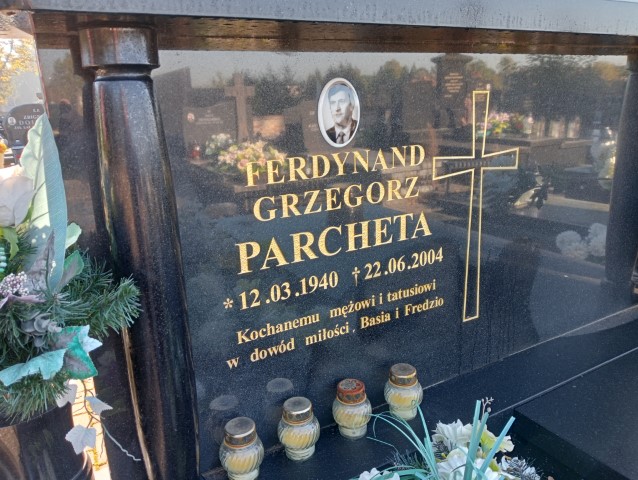 FERDYNAND
GRZEGORZ
PARCHETA
* 12.03.1940 † 22.06.2004
Kochanemu mężowi i tatusiowi
w dowód miłości, Basia i Fredzio